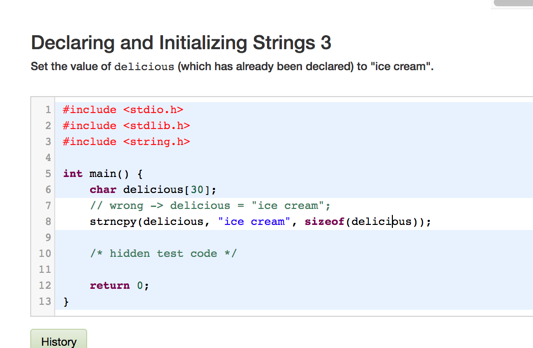 Declaring and Initializing Strings 3
Set the value of delicious (which has already been declared) to "ice cream".
1 #include <stdio.h>
2 #include <stdlib.h>
3 #include <string.h>
4
5 int main() {
6 char delicious[30];
7 // wrong -> delicious = "ice cream";
8 strncpy(delicious, "ice cream", sizeof(delicious));
9
10 /* hidden test code */
11
12 return 0;
13 }
History